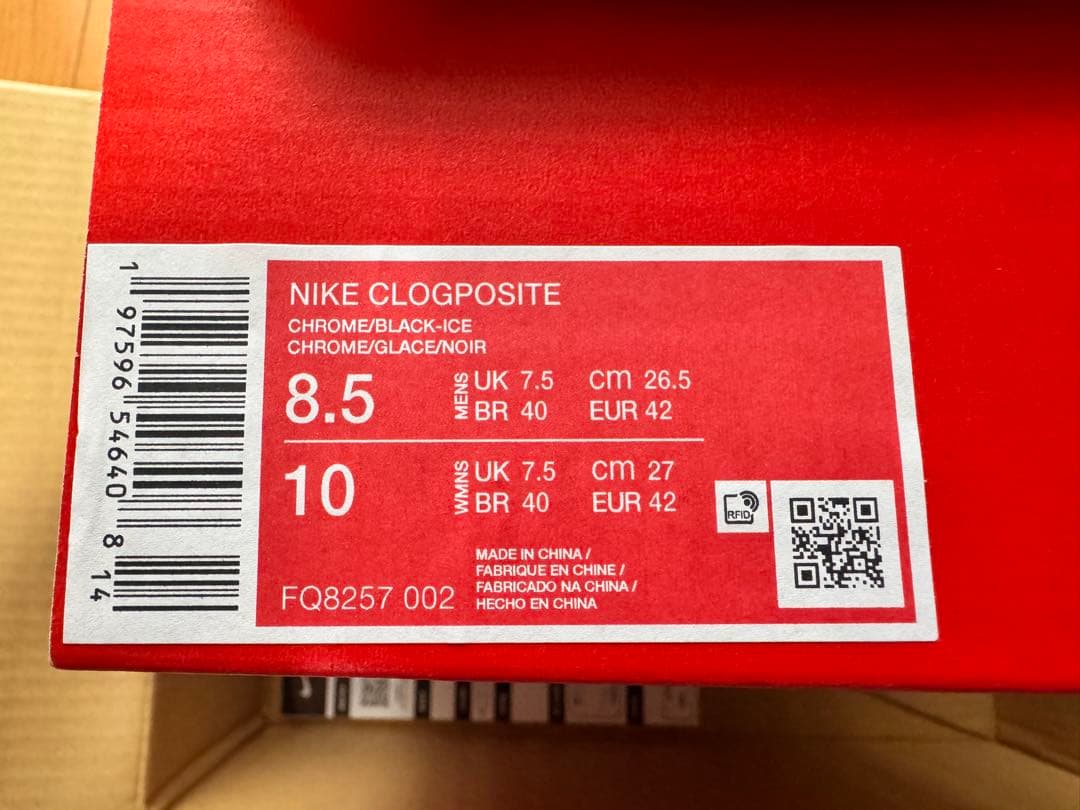 NIKE CLOGPOSITE
CHROME/BLACK-ICE
CHROME/GLACE/NOIR
8.5 MENS UK 7.5 cm 26.5
BR 40 EUR 42
10 WMNS UK 7.5 cm 27
BR 40 EUR 42
RFID
MADE IN CHINA /
FABRIQUE EN CHINE /
FABRICADO NA CHINA /
HECHO EN CHINA
FQ8257 002
1 97596 54640 8 14